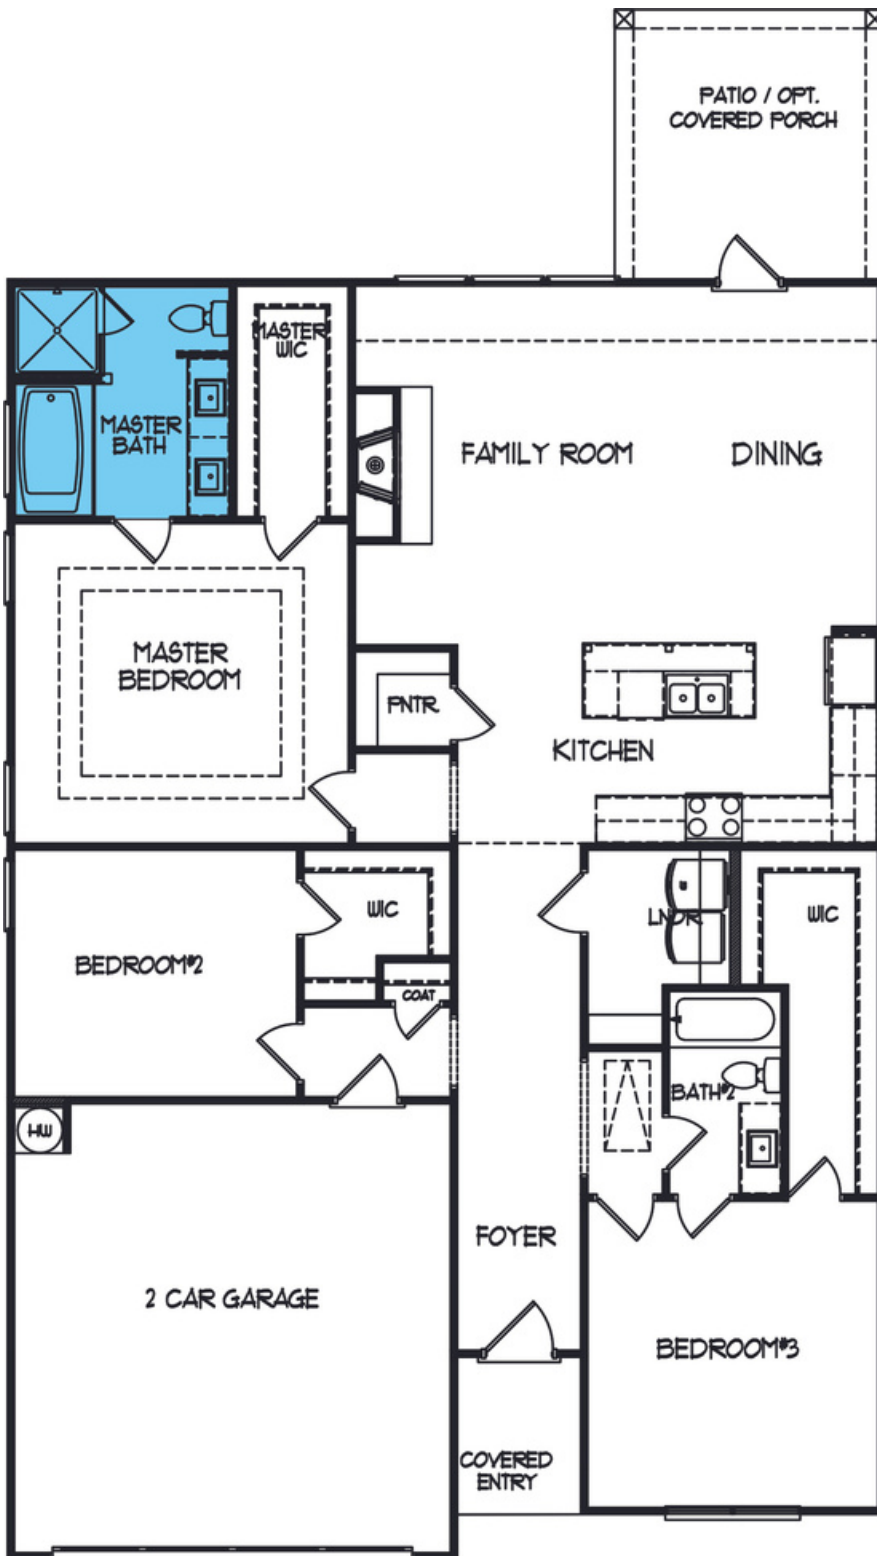 PATIO / OPT.
COVERED PORCH
MASTER
WIC
MASTER
BATH
FAMILY ROOM
DINING
MASTER
BEDROOM
PNTR
KITCHEN
WIC
LNDR
WIC
BEDROOM#2
COAT
BATH#2
HW
FOYER
2 CAR GARAGE
BEDROOM#3
COVERED
ENTRY